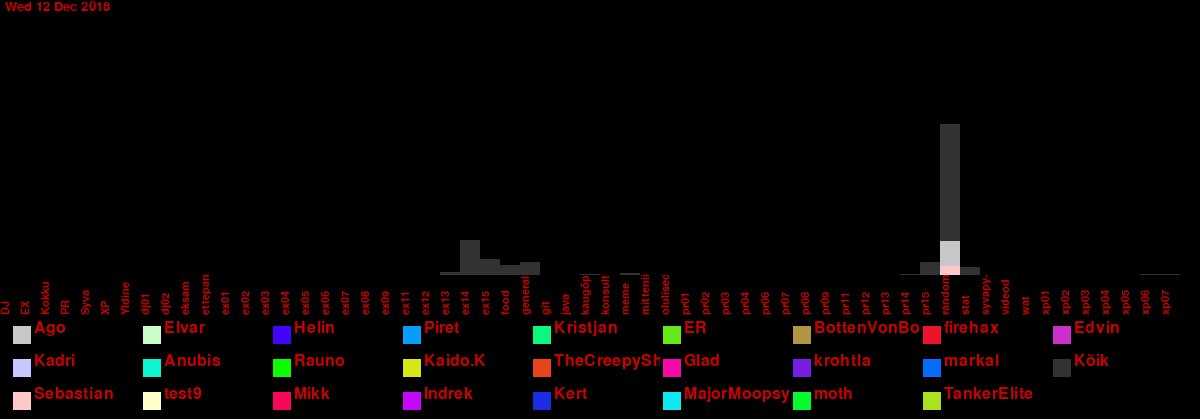 Wed 12 Dec 2018
DJ
EX
Kokku
PR
Syva
XP
Yldine
dj01
dj02
eksam
ettepan
ex01
ex02
ex03
ex04
ex05
ex06
ex07
ex08
ex09
ex11
ex12
ex13
ex14
ex15
food
general
git
java
kaugõp
konsult
meme
mitteinii
olulised
pr01
pr02
pr03
pr04
pr06
pr07
pr08
pr09
pr11
pr12
pr13
pr14
pr15
random
stat
syvapy-
videod
wat
xp01
xp02
xp03
xp04
xp05
xp06
xp07
Ago Elvar Helin Piret Kristjan ER BottenVonBo firehax Edvin
Kadri Anubis Rauno Kaido.K TheCreepySh Glad krohtla markal Kõik
Sebastian test9 Mikk Indrek Kert MajorMoopsy moth TankerElite